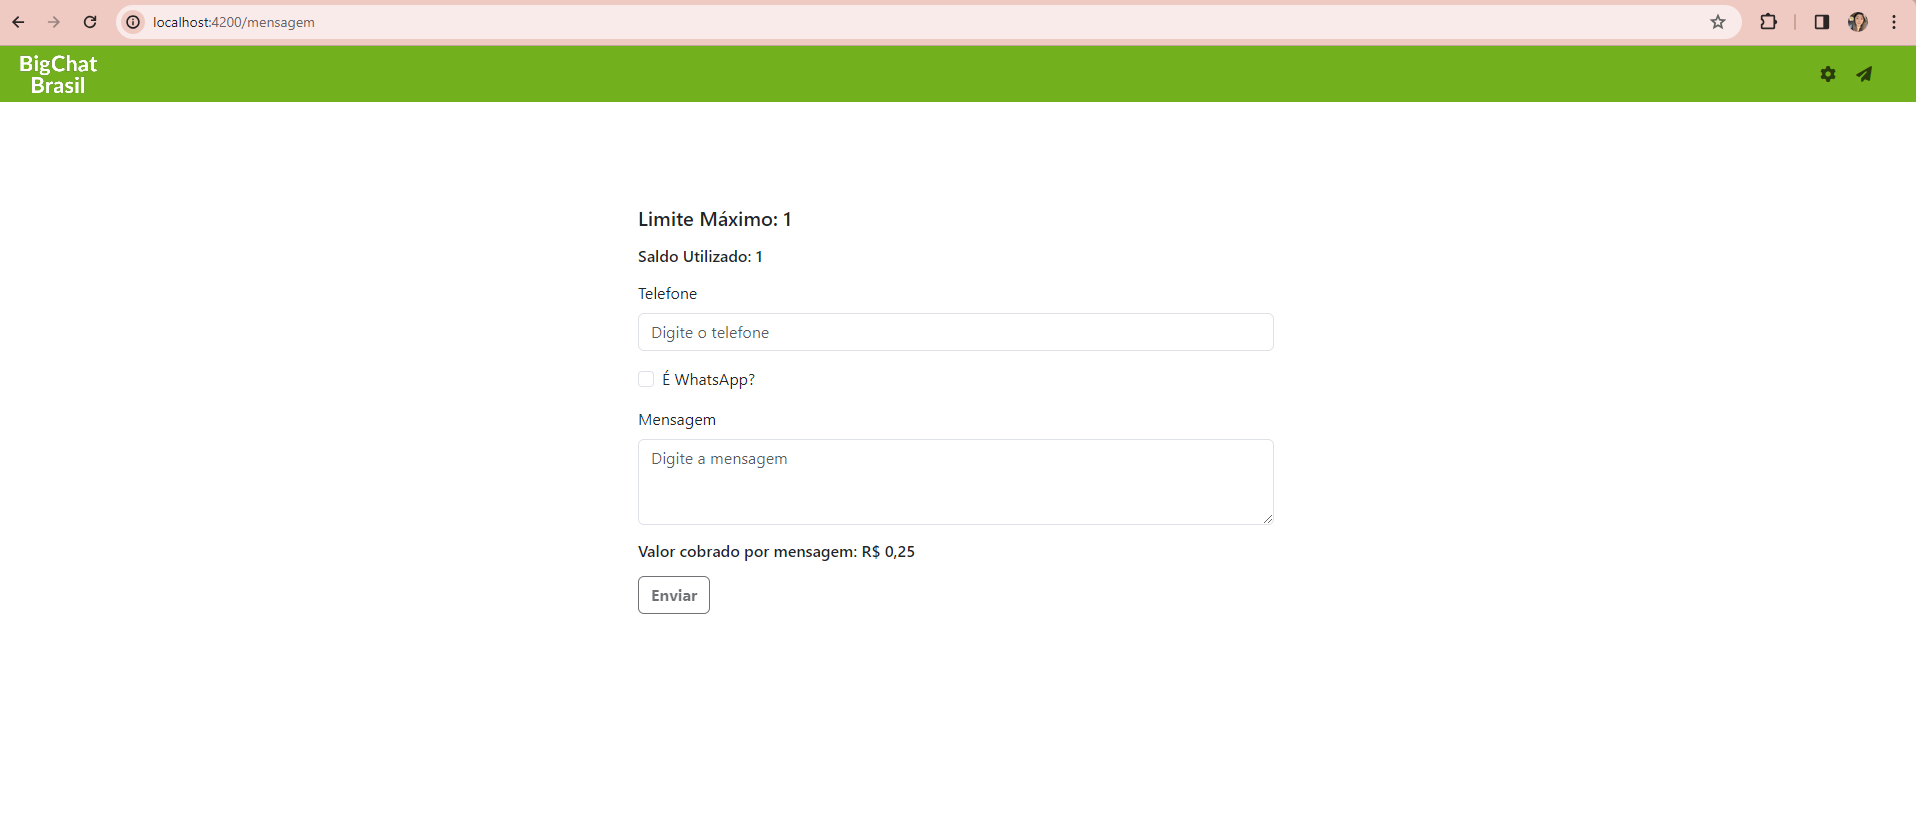 localhost:4200/mensagem
BigChat
Brasil
Limite Máximo: 1
Saldo Utilizado: 1
Telefone
Digite o telefone
É WhatsApp?
Mensagem
Digite a mensagem
Valor cobrado por mensagem: R$ 0,25
Enviar